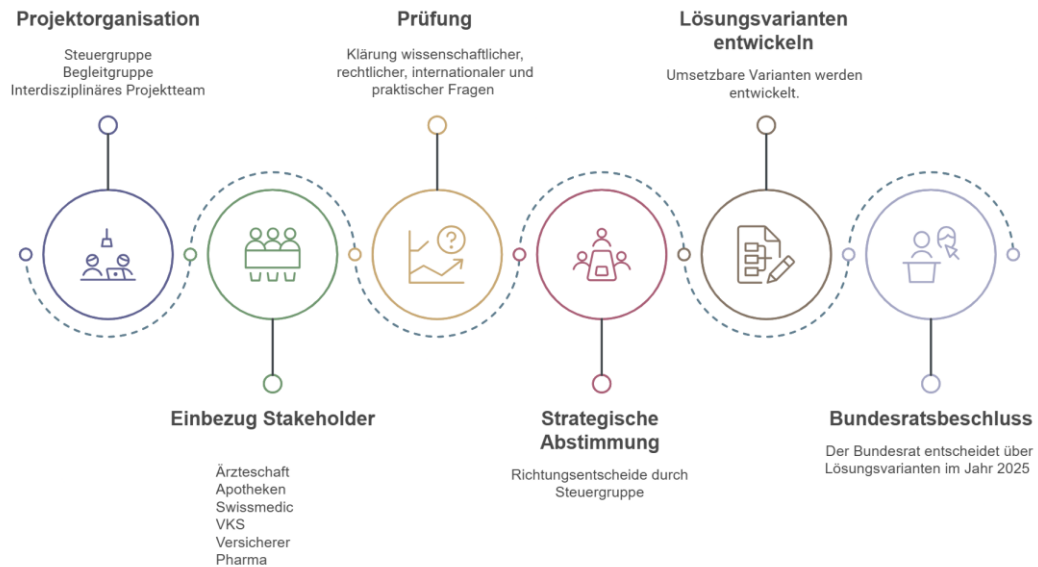 Projektorganisation
Steuergruppe
Begleitgruppe
Interdisziplinäres Projektteam
Einbezug Stakeholder
Ärzteschaft
Apotheken
Swissmedic
VKS
Versicherer
Pharma
Prüfung
Klärung wissenschaftlicher,
rechtlicher, internationaler und
praktischer Fragen
Strategische
Abstimmung
Richtungsentscheide durch
Steuergruppe
Lösungsvarianten
entwickeln
Umsetzbare Varianten werden
entwickelt.
Bundesratsbeschluss
Der Bundesrat entscheidet über
Lösungsvarianten im Jahr 2025